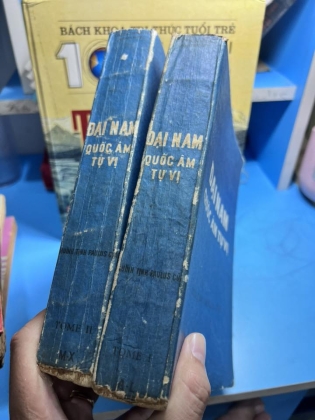 BÁCH KHOA TRI THỨC TUỔI TRẺ
10
ĐẠI NAM
QUỐC ÂM
TỰ VỊ
TOME II
M-X
ĐẠI NAM
QUỐC ÂM
TỰ VỊ
TOME I
ĐẠI NAM
QUỐC ÂM TỰ VỊ